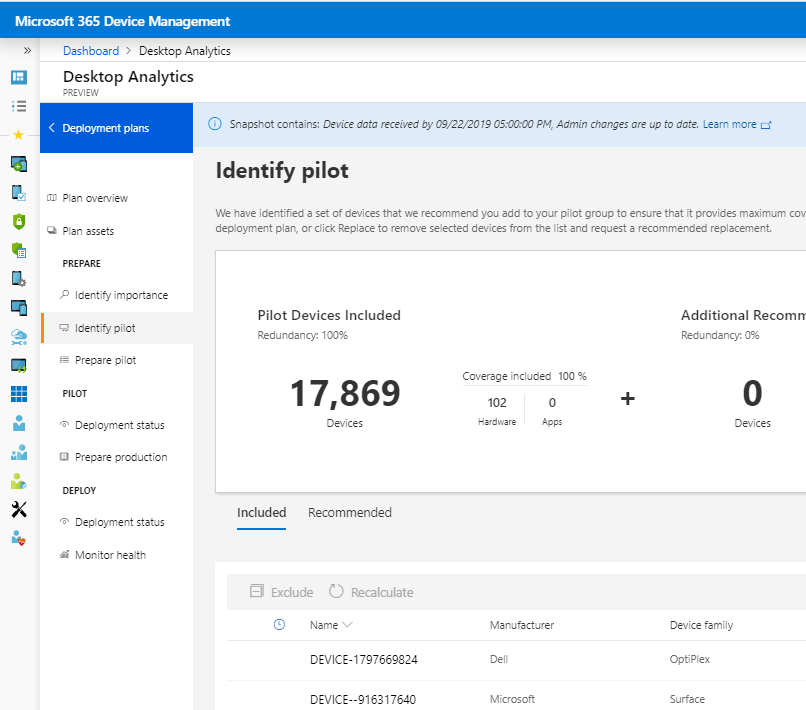 Microsoft 365 Device Management
Dashboard > Desktop Analytics
Desktop Analytics
PREVIEW
Deployment plans
Snapshot contains: Device data received by 09/22/2019 05:00:00 PM, Admin changes are up to date. Learn more
Plan overview
Plan assets
PREPARE
Identify importance
Identify pilot
Prepare pilot
PILOT
Deployment status
Prepare production
DEPLOY
Deployment status
Monitor health
Identify pilot
We have identified a set of devices that we recommend you add to your pilot group to ensure that it provides maximum cov
deployment plan, or click Replace to remove selected devices from the list and request a recommended replacement.
Pilot Devices Included
Redundancy: 100%
17,869
Devices
Coverage included 100 %
102
Hardware
0
Apps
+
Additional Recomm
Redundancy: 0%
0
Devices
Included
Recommended
Exclude
Recalculate
Name
Manufacturer
Device family
DEVICE-1797669824
Dell
OptiPlex
DEVICE--916317640
Microsoft
Surface